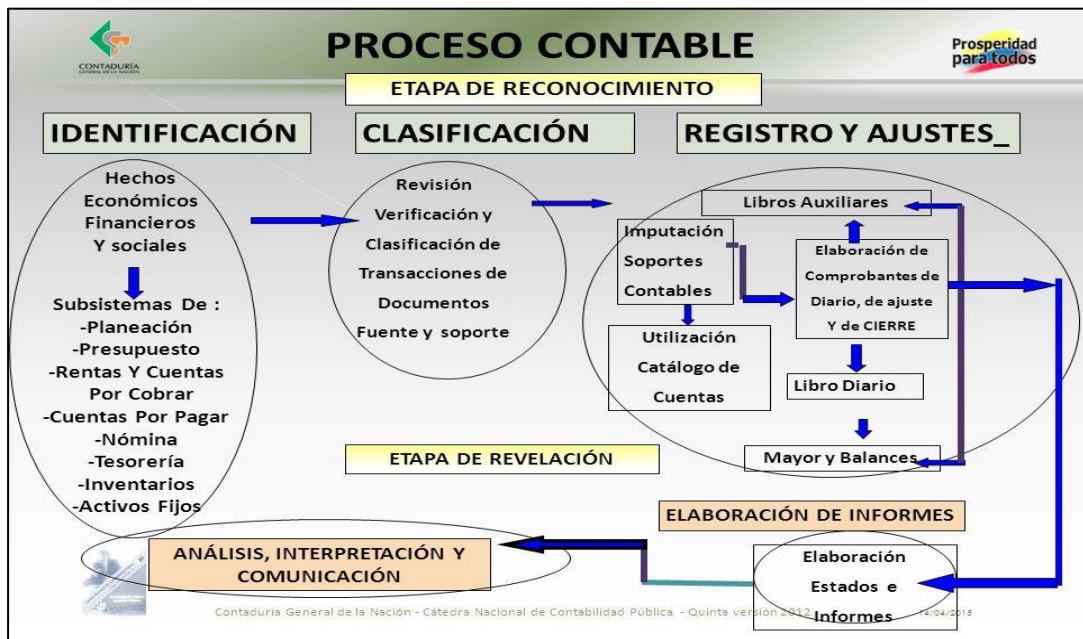 CONTADURÍA
GENERAL DE LA NACIÓN
PROCESO CONTABLE
Prosperidad
para todos
ETAPA DE RECONOCIMIENTO
IDENTIFICACIÓN
CLASIFICACIÓN
REGISTRO Y AJUSTES_
Hechos
Económicos
Financieros
Y sociales
Subsistemas De :
-Planeación
-Presupuesto
-Rentas Y Cuentas
Por Cobrar
-Cuentas Por Pagar
-Nómina
-Tesorería
-Inventarios
-Activos Fijos
Revisión
Verificación y
Clasificación de
Transacciones de
Documentos
Fuente y soporte
Libros Auxiliares
Imputación
Soportes
Contables
Elaboración de
Comprobantes de
Diario, de ajuste
Y de CIERRE
Utilización
Catálogo de
Cuentas
Libro Diario
Mayor y Balances
ETAPA DE REVELACIÓN
ELABORACIÓN DE INFORMES
ANÁLISIS, INTERPRETACIÓN Y
COMUNICACIÓN
Elaboración
Estados e
Informes
Contaduría General de la Nación - Cátedra Nacional de Contabilidad Pública - Quinta versión 2012
14/04/2015